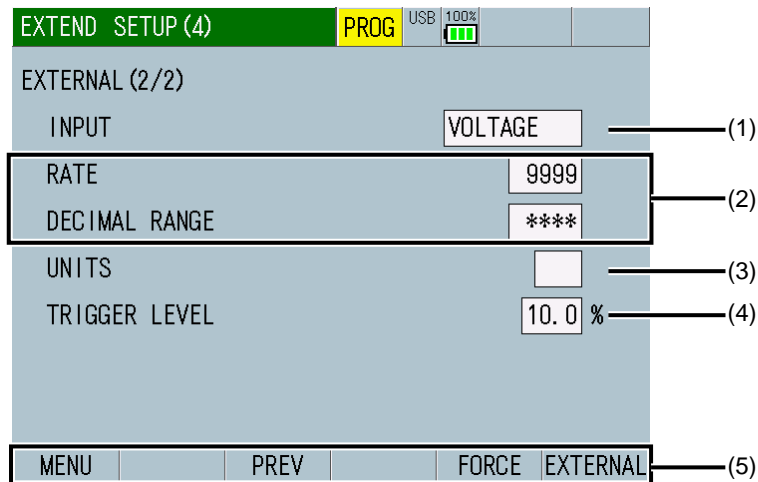 EXTEND SETUP(4) PROG USB 100%
EXTERNAL(2/2)
INPUT VOLTAGE (1)
RATE 9999
(2)
DECIMAL RANGE ****
UNITS (3)
TRIGGER LEVEL 10.0 % (4)
MENU PREV FORCE EXTERNAL (5)